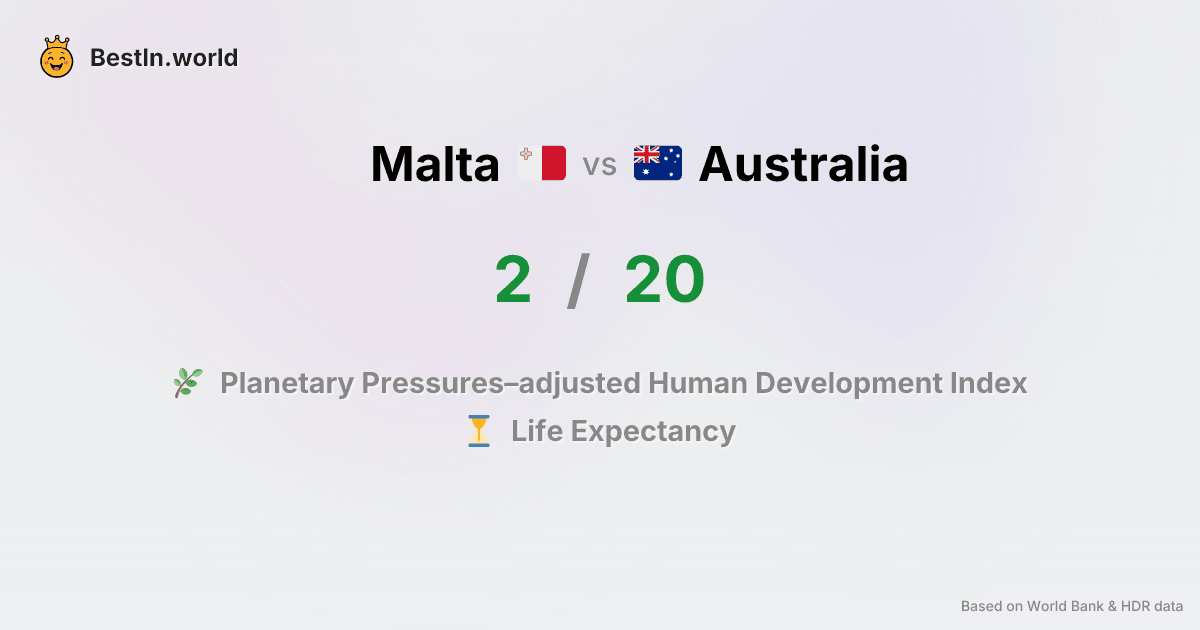 BestIn.world
Malta vs Australia
2 / 20
Planetary Pressures–adjusted Human Development Index
Life Expectancy
Based on World Bank & HDR data